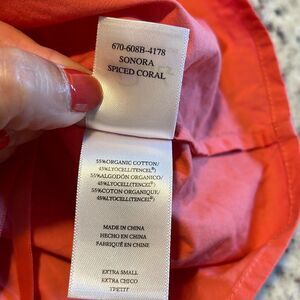 670-608B-4178
SONORA
SPICED CORAL
55%ORGANIC COTTON/
45%LYOCELL(TENCEL®)
55%ALGODÓN ORGANICO/
45%LYOCELL(TENCEL®)
55%COTON ORGANIQUE/
45%LYOCELL(TENCEL®)
MADE IN CHINA
HECHO EN CHINA
FABRIQUÉ EN CHINE
EXTRA SMALL
EXTRA CHICO
TPETIT